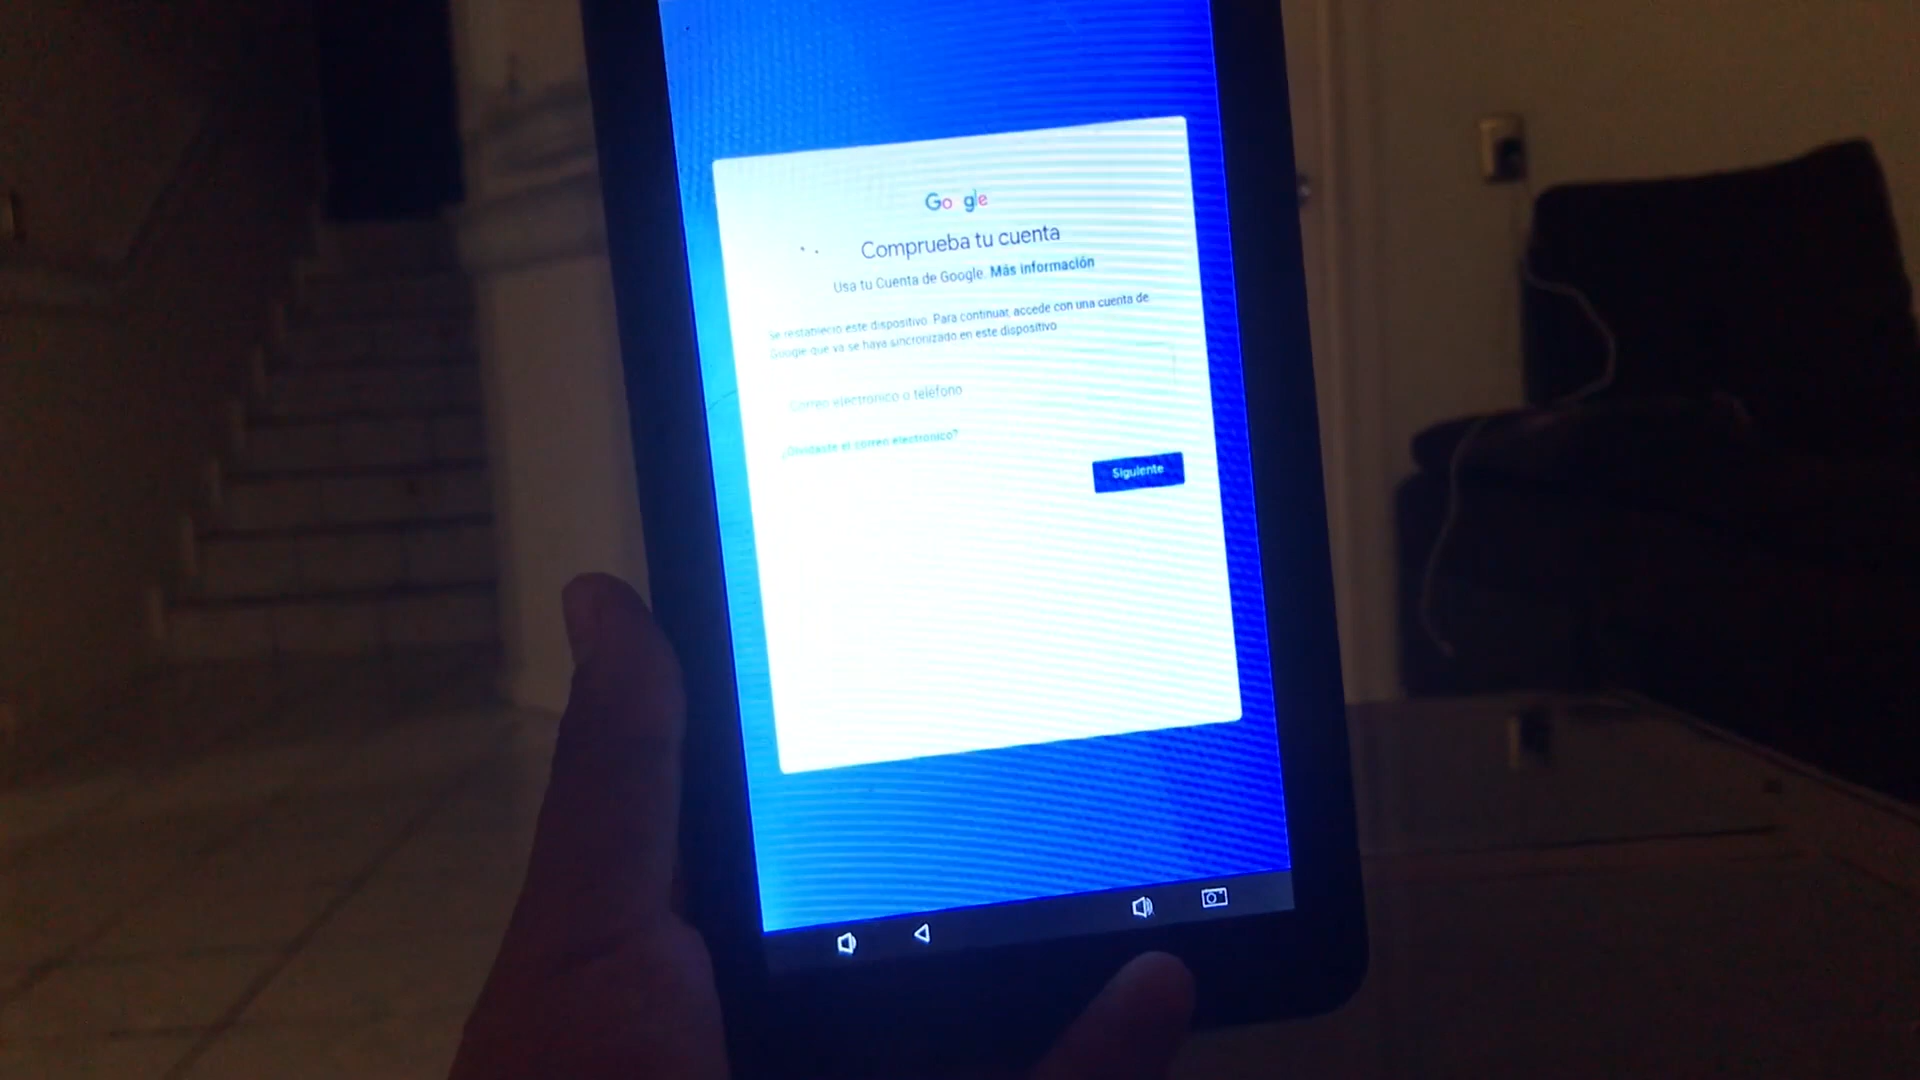 Google
Comprueba tu cuenta
Usa tu Cuenta de Google. Más información
Se restableció este dispositivo. Para continuar, accede con una cuenta de
Google que ya se haya sincronizado en este dispositivo
Correo electrónico o teléfono
¿Olvidaste el correo electrónico?
Siguiente